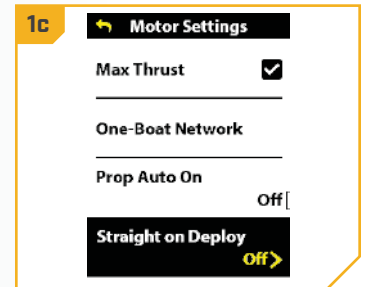 1c
Motor Settings
Max Thrust
One-Boat Network
Prop Auto On
Off [
Straight on Deploy
Off >